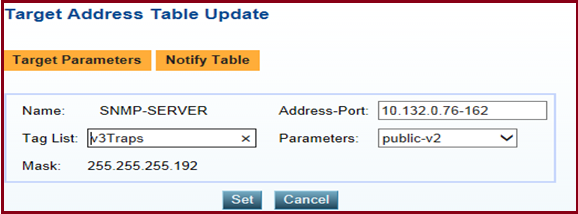 Target Address Table Update
Target Parameters Notify Table
Name: SNMP-SERVER Address-Port: 10.132.0.76-162
Tag List: v3Traps × Parameters: public-v2
Mask: 255.255.255.192
Set Cancel